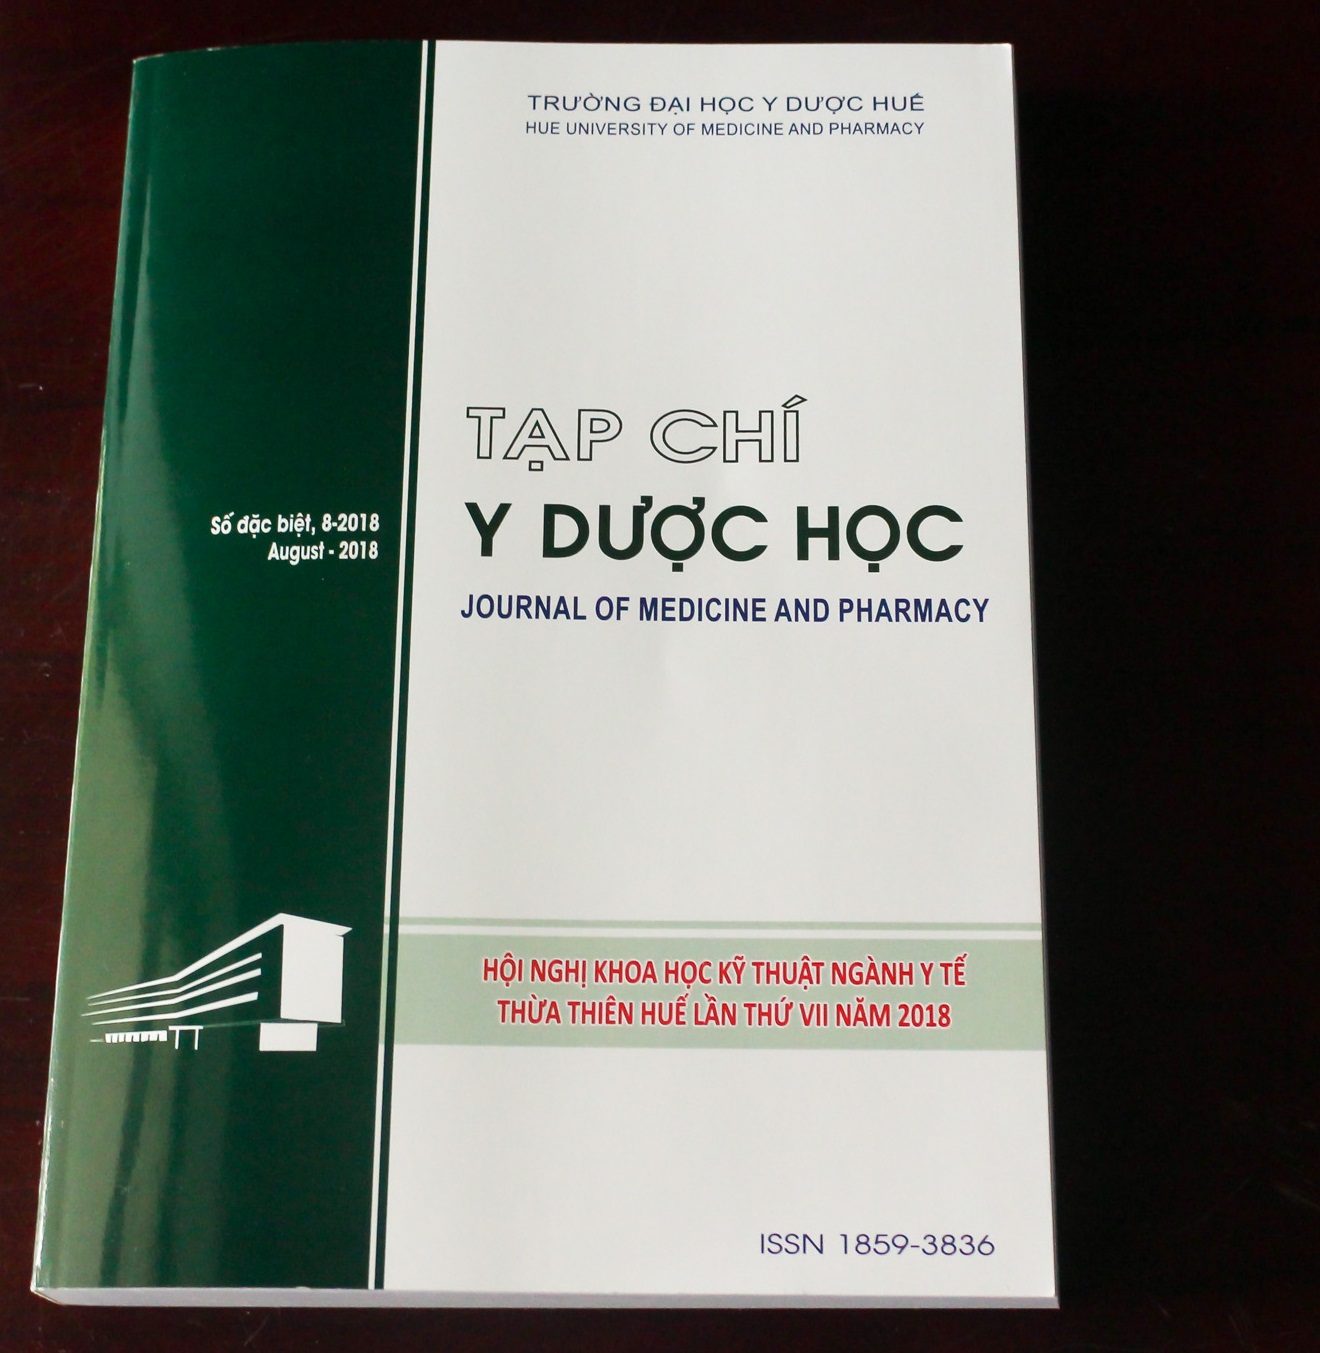 TRƯỜNG ĐẠI HỌC Y DƯỢC HUẾ
HUE UNIVERSITY OF MEDICINE AND PHARMACY
TẠP CHÍ
Y DƯỢC HỌC
JOURNAL OF MEDICINE AND PHARMACY
Số đặc biệt, 8-2018
August - 2018
HỘI NGHỊ KHOA HỌC KỸ THUẬT NGÀNH Y TẾ
THỪA THIÊN HUẾ LẦN THỨ VII NĂM 2018
ISSN 1859-3836